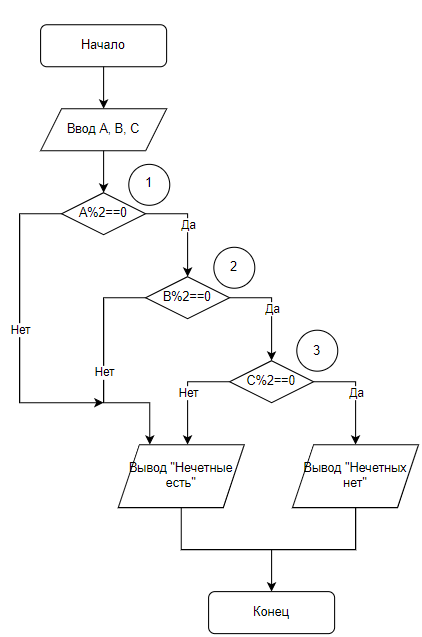 Начало
Ввод A, B, C
1
A%2==0
Да
2
B%2==0
Да
Нет
3
C%2==0
Нет
Нет
Да
Вывод "Нечетные
есть"
Вывод "Нечетных
нет"
Конец